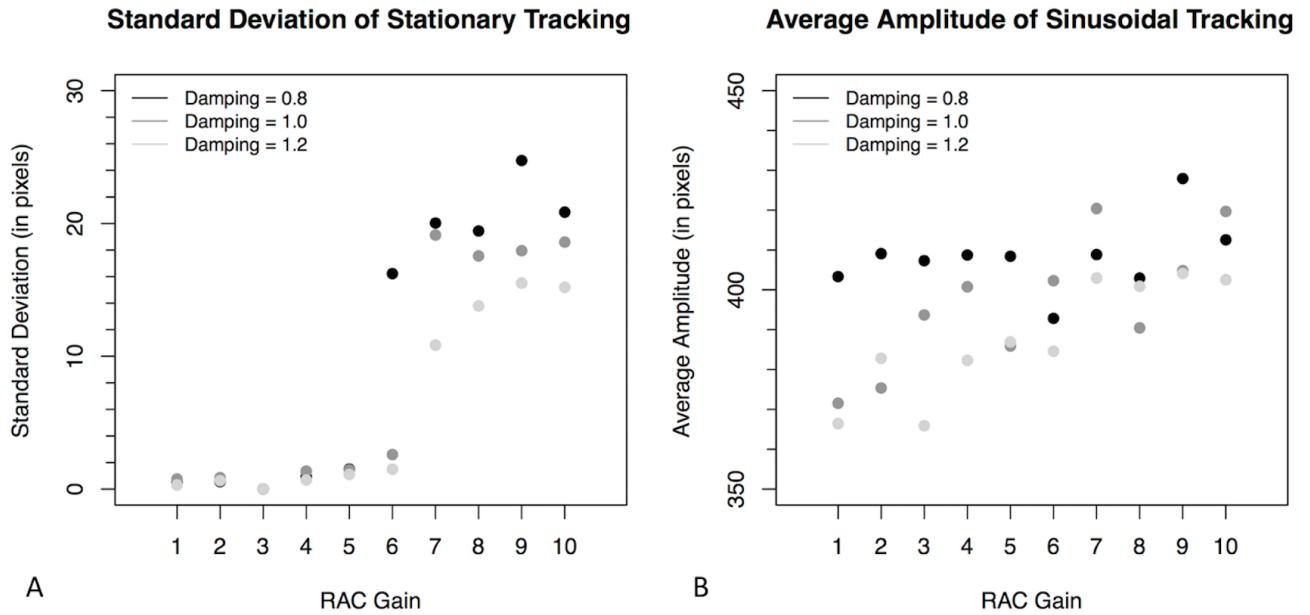 Standard Deviation of Stationary Tracking
Standard Deviation (in pixels)
30
20
10
0
Damping = 0.8
Damping = 1.0
Damping = 1.2
1 2 3 4 5 6 7 8 9 10
RAC Gain
A
Average Amplitude of Sinusoidal Tracking
Average Amplitude (in pixels)
450
400
350
Damping = 0.8
Damping = 1.0
Damping = 1.2
1 2 3 4 5 6 7 8 9 10
RAC Gain
B